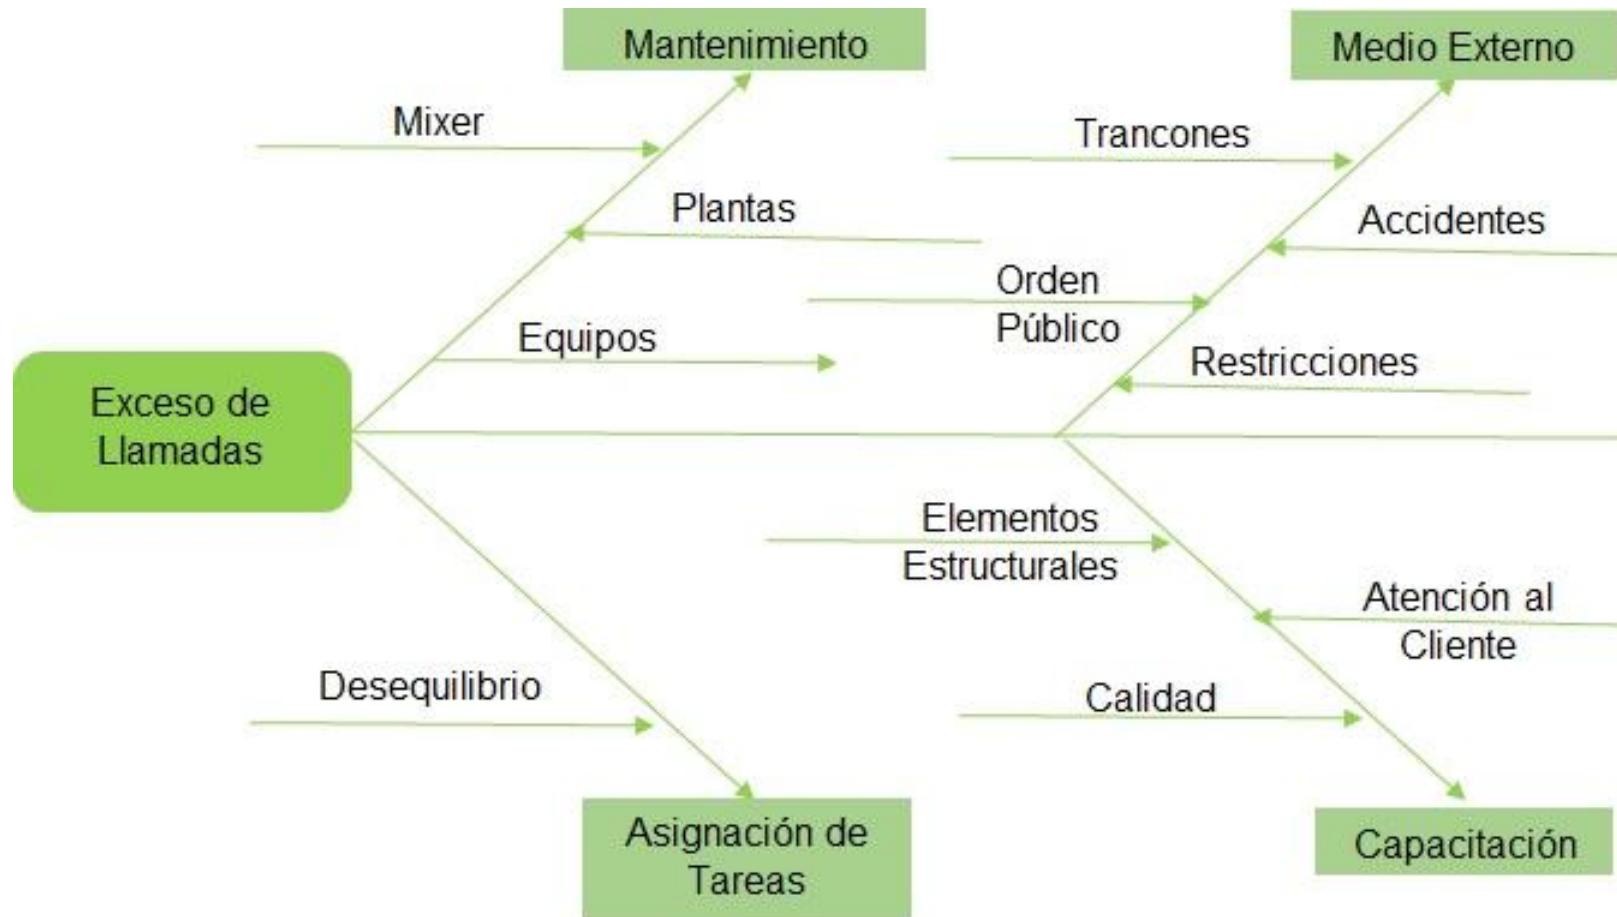 Mantenimiento
Medio Externo
Mixer
Trancones
Plantas
Accidentes
Orden
Público
Equipos
Restricciones
Exceso de
Llamadas
Elementos
Estructurales
Atención al
Cliente
Desequilibrio
Calidad
Asignación de
Tareas
Capacitación